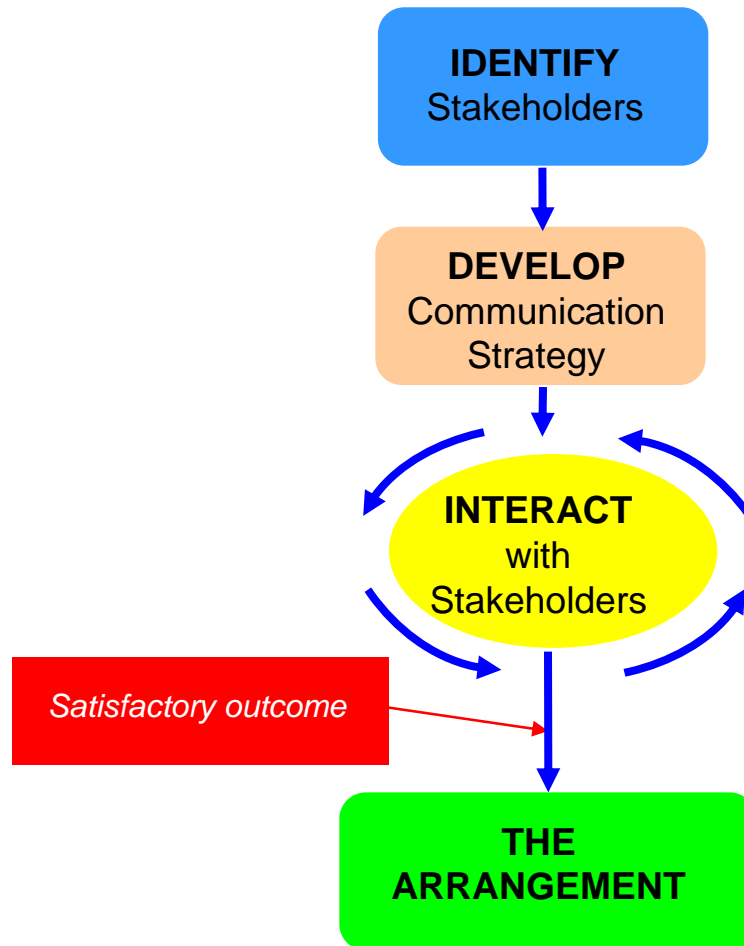 IDENTIFY
Stakeholders
DEVELOP
Communication
Strategy
INTERACT
with
Stakeholders
Satisfactory outcome
THE
ARRANGEMENT